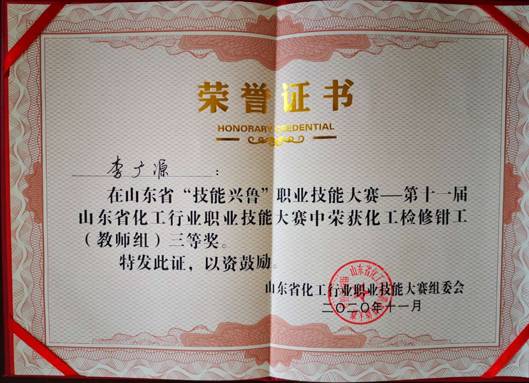 荣誉证书
HONORARY CREDENTIAL
李广源：
在山东省“技能兴鲁”职业技能大赛—第十一届
山东省化工行业职业技能大赛中荣获化工检修钳工
（教师组）三等奖。
特发此证，以资鼓励。
山东省化工行业职业技能大赛组委会
二〇二〇年十一月